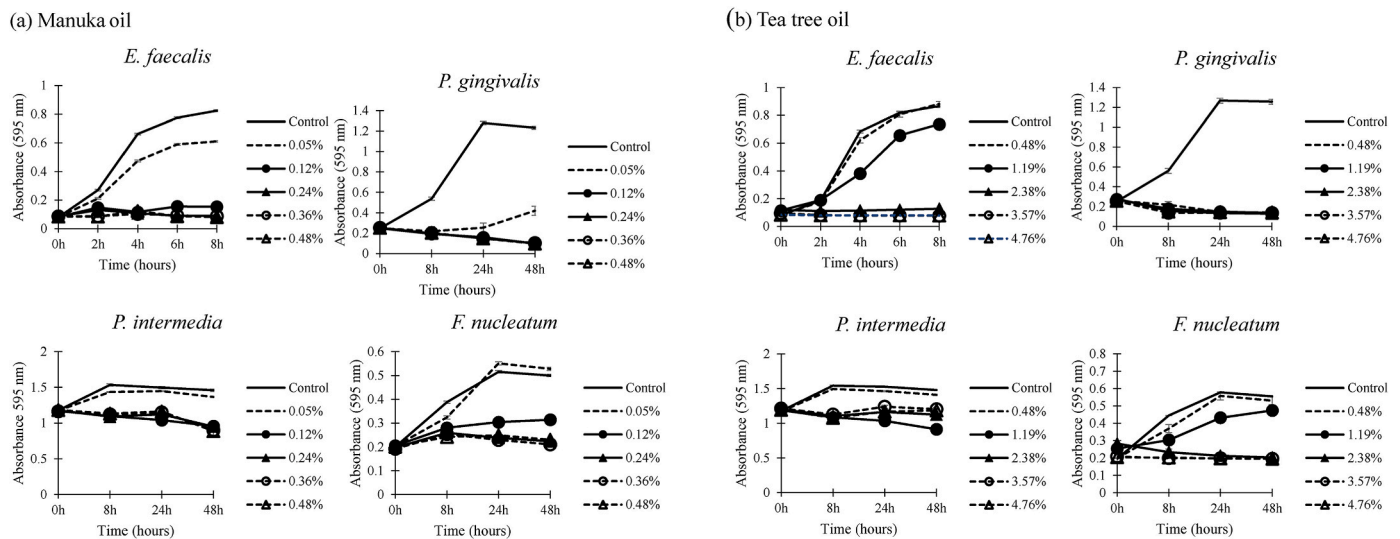 (a) Manuka oil
E. faecalis
Absorbance (595 nm)
1
0.8
0.6
0.4
0.2
0
0h
2h
4h
6h
8h
Time (hours)
Control
0.05%
0.12%
0.24%
0.36%
0.48%
P. gingivalis
Absorbance (595 nm)
1.4
1.2
1
0.8
0.6
0.4
0.2
0
0h
8h
24h
48h
Time (hours)
Control
0.05%
0.12%
0.24%
0.36%
0.48%
P. intermedia
Absorbance 595 nm)
2
1.5
1
0.5
0
0h
8h
24h
48h
Time (hours)
Control
0.05%
0.12%
0.24%
0.36%
0.48%
F. nucleatum
Absorbance (595 nm)
0.6
0.5
0.4
0.3
0.2
0.1
0
0h
8h
24h
48h
Time (hours)
Control
0.05%
0.12%
0.24%
0.36%
0.48%
(b) Tea tree oil
E. faecalis
Absorbance (595 nm)
1
0.8
0.6
0.4
0.2
0
0h
2h
4h
6h
8h
Time (hours)
Control
0.48%
1.19%
2.38%
3.57%
4.76%
P. gingivalis
Absorbance (595 nm)
1.4
1.2
1
0.8
0.6
0.4
0.2
0
0h
8h
24h
48h
Time (hours)
Control
0.48%
1.19%
2.38%
3.57%
4.76%
P. intermedia
Absorbance (595 nm)
2
1.5
1
0.5
0
0h
8h
24h
48h
Time (hours)
Control
0.48%
1.19%
2.38%
3.57%
4.76%
F. nucleatum
Absorbance (595 nm)
0.8
0.7
0.6
0.5
0.4
0.3
0.2
0.1
0
0h
8h
24h
48h
Time (hours)
Control
0.48%
1.19%
2.38%
3.57%
4.76%